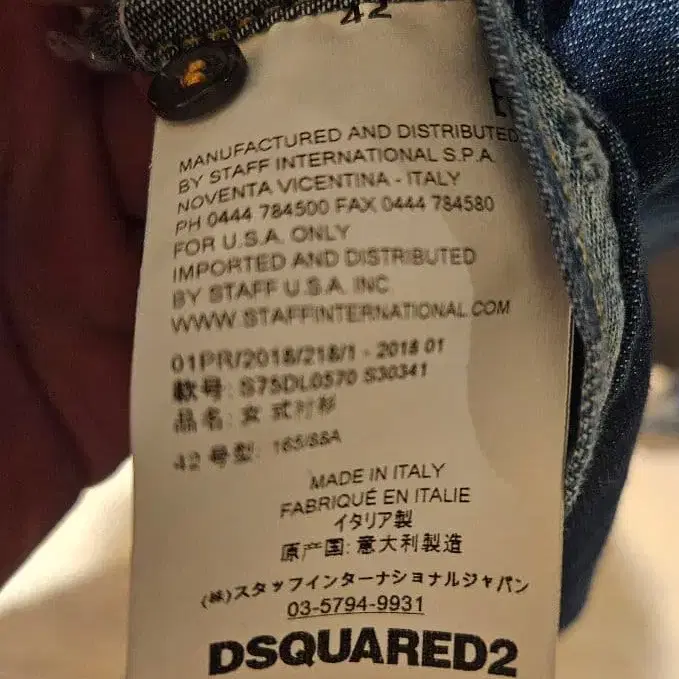 42
MANUFACTURED AND DISTRIBUTED
BY STAFF INTERNATIONAL S.P.A.
NOVENTA VICENTINA - ITALY
PH 0444 784500 FAX 0444 784580
FOR U.S.A. ONLY
IMPORTED AND DISTRIBUTED
BY STAFF U.S.A. INC.
WWW.STAFFINTERNATIONAL.COM
01PR/2018/218/1 - 2018 01
款号: S75DL0570 S30341
品名: 女式衬衫
42 号型: 165/88A
MADE IN ITALY
FABRIQUÉ EN ITALIE
イタリア製
原产国: 意大利製造
(株)スタッフインターナショナルジャパン
03-5794-9931
DSQUARED2